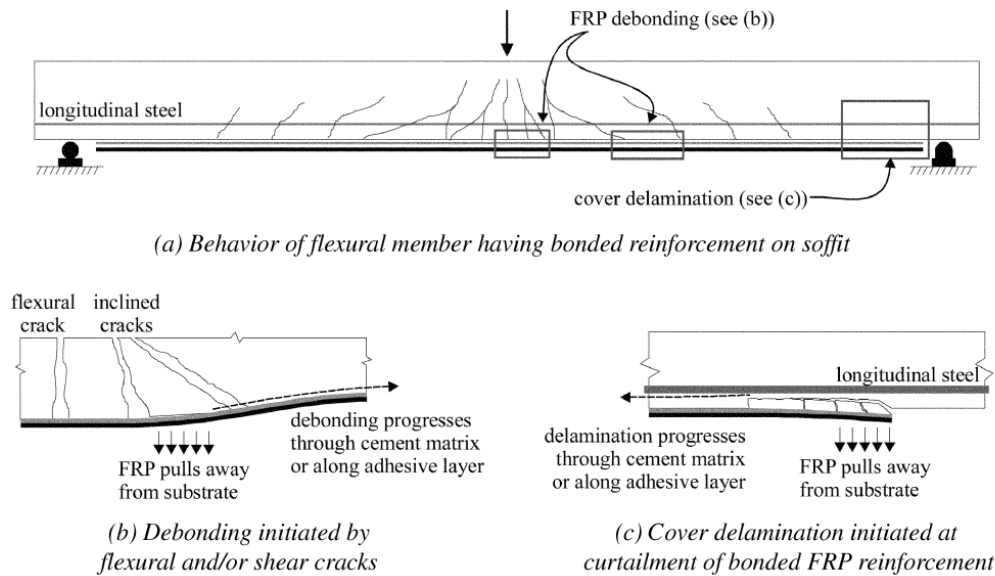 FRP debonding (see (b))
longitudinal steel
cover delamination (see (c))
(a) Behavior of flexural member having bonded reinforcement on soffit
flexural
crack
inclined
cracks
debonding progresses
through cement matrix
or along adhesive layer
FRP pulls away
from substrate
(b) Debonding initiated by
flexural and/or shear cracks
longitudinal steel
delamination progresses
through cement matrix
or along adhesive layer
FRP pulls away
from substrate
(c) Cover delamination initiated at
curtailment of bonded FRP reinforcement